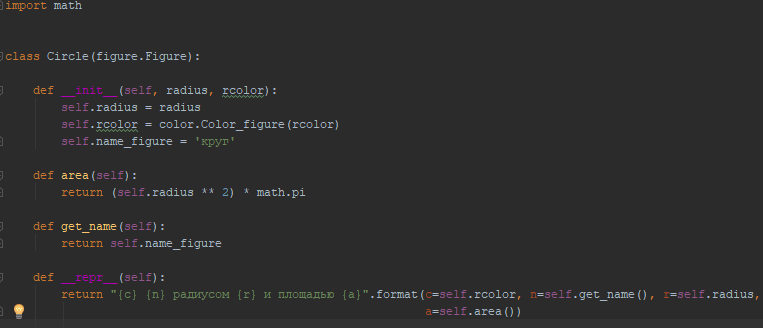 import math
class Circle(figure.Figure):
    def __init__(self, radius, rcolor):
        self.radius = radius
        self.rcolor = color.Color_figure(rcolor)
        self.name_figure = 'круг'
    def area(self):
        return (self.radius ** 2) * math.pi
    def get_name(self):
        return self.name_figure
    def __repr__(self):
        return "{c} {n} радиусом {r} и площадью {a}".format(c=self.rcolor, n=self.get_name(), r=self.radius,
                                                            a=self.area())